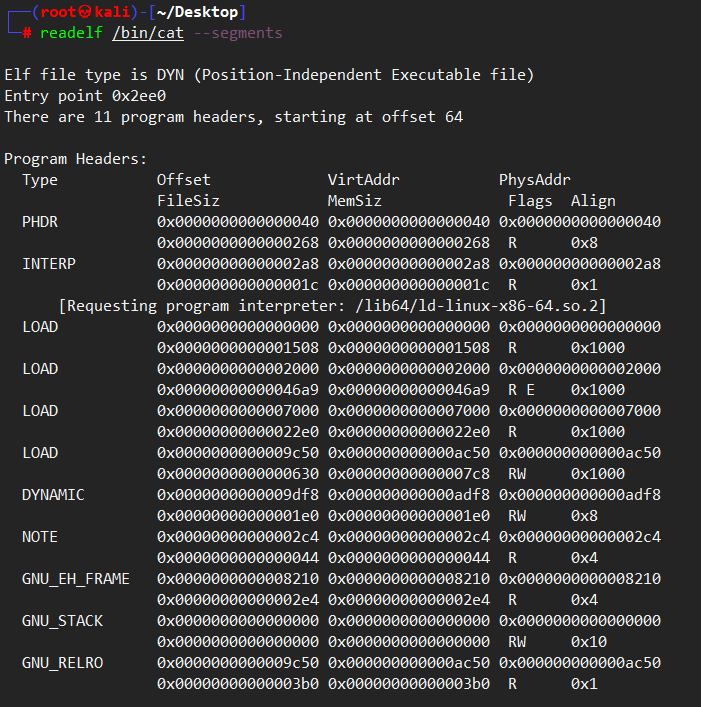 ┌──(root㉿kali)-[~/Desktop]
└─# readelf /bin/cat --segments

Elf file type is DYN (Position-Independent Executable file)
Entry point 0x2ee0
There are 11 program headers, starting at offset 64

Program Headers:
  Type           Offset             VirtAddr           PhysAddr
                 FileSiz            MemSiz              Flags  Align
  PHDR           0x0000000000000040 0x0000000000000040 0x0000000000000040
                 0x0000000000000268 0x0000000000000268  R      0x8
  INTERP         0x00000000000002a8 0x00000000000002a8 0x00000000000002a8
                 0x000000000000001c 0x000000000000001c  R      0x1
      [Requesting program interpreter: /lib64/ld-linux-x86-64.so.2]
  LOAD           0x0000000000000000 0x0000000000000000 0x0000000000000000
                 0x0000000000001508 0x0000000000001508  R      0x1000
  LOAD           0x0000000000002000 0x0000000000002000 0x0000000000002000
                 0x00000000000046a9 0x00000000000046a9  R E    0x1000
  LOAD           0x0000000000007000 0x0000000000007000 0x0000000000007000
                 0x00000000000022e0 0x00000000000022e0  R      0x1000
  LOAD           0x0000000000009c50 0x000000000000ac50 0x000000000000ac50
                 0x0000000000000630 0x00000000000007c8  RW     0x1000
  DYNAMIC        0x0000000000009df8 0x000000000000adf8 0x000000000000adf8
                 0x00000000000001e0 0x00000000000001e0  RW     0x8
  NOTE           0x00000000000002c4 0x00000000000002c4 0x00000000000002c4
                 0x0000000000000044 0x0000000000000044  R      0x4
  GNU_EH_FRAME   0x0000000000008210 0x0000000000008210 0x0000000000008210
                 0x00000000000002e4 0x00000000000002e4  R      0x4
  GNU_STACK      0x0000000000000000 0x0000000000000000 0x0000000000000000
                 0x0000000000000000 0x0000000000000000  RW     0x10
  GNU_RELRO      0x0000000000009c50 0x000000000000ac50 0x000000000000ac50
                 0x00000000000003b0 0x00000000000003b0  R      0x1